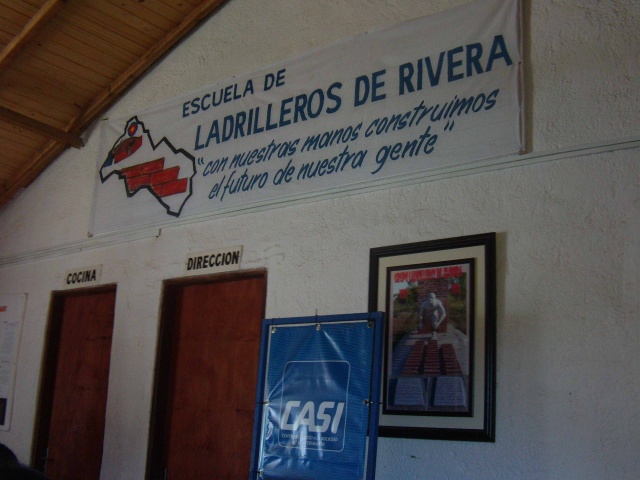 ESCUELA DE
LADRILLEROS DE RIVERA
"con nuestras manos construimos
el futuro de nuestra gente"
COCINA
DIRECCION
CASI